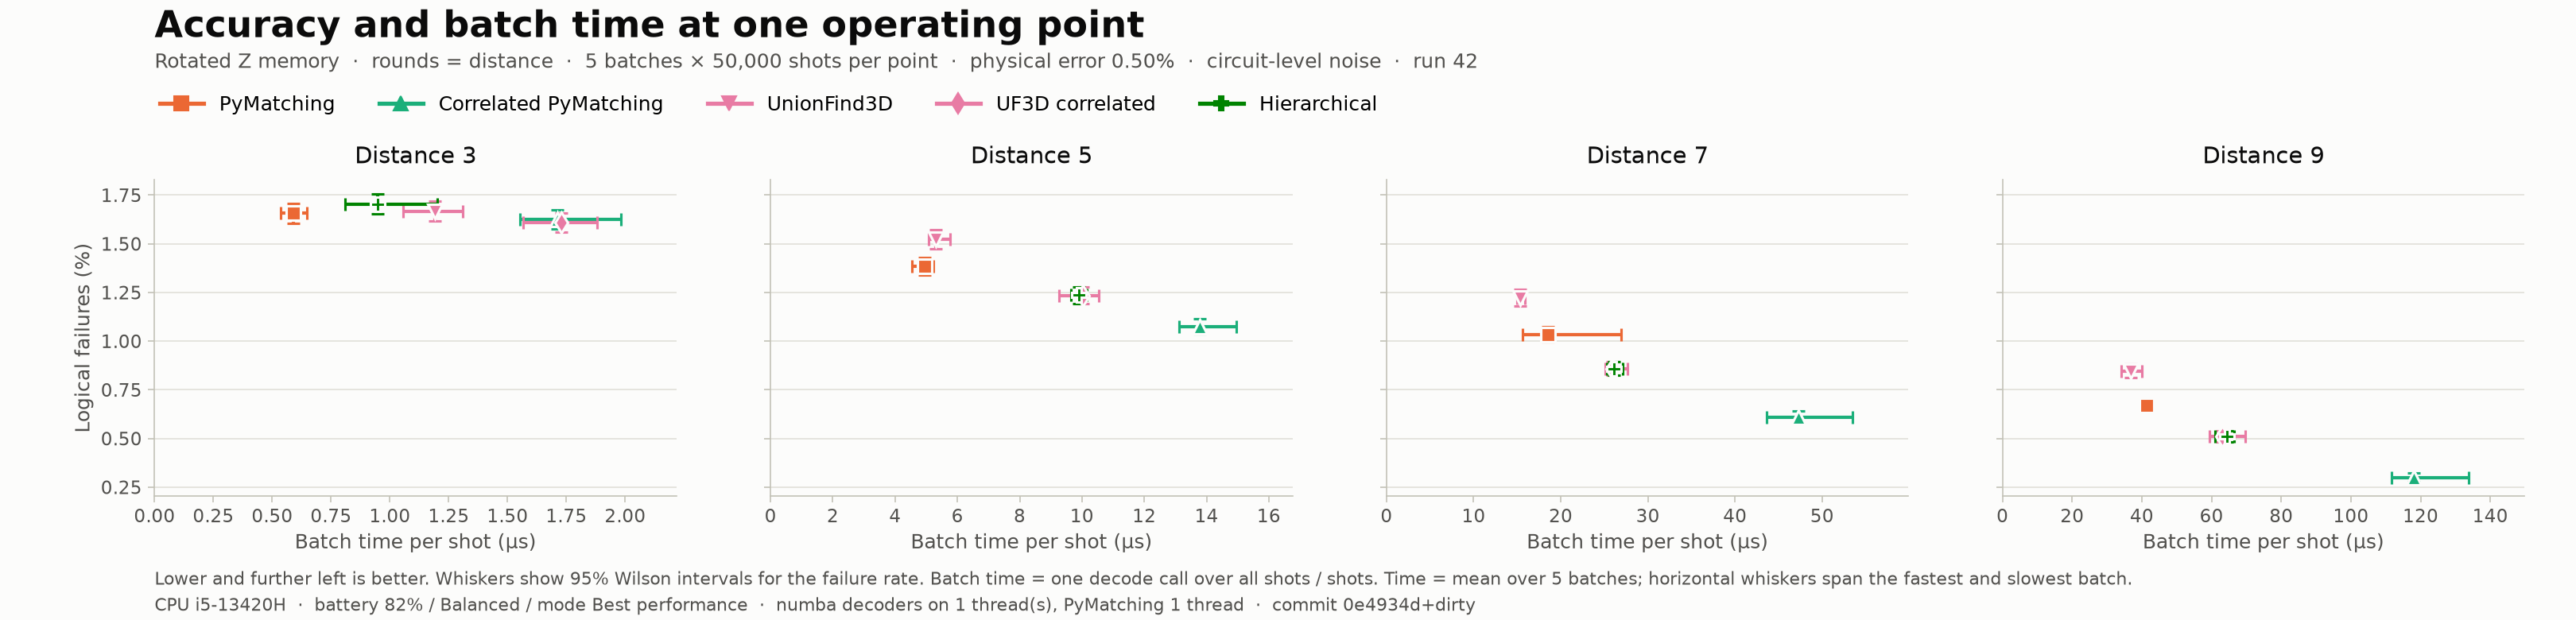 Accuracy and batch time at one operating point
Rotated Z memory · rounds = distance · 5 batches × 50,000 shots per point · physical error 0.50% · circuit-level noise · run 42
PyMatching Correlated PyMatching UnionFind3D UF3D correlated Hierarchical
Distance 3 Distance 5 Distance 7 Distance 9
Logical failures (%)
1.75
1.50
1.25
1.00
0.75
0.50
0.25
0.00 0.25 0.50 0.75 1.00 1.25 1.50 1.75 2.00 0 2 4 6 8 10 12 14 16 0 10 20 30 40 50 0 20 40 60 80 100 120 140
Batch time per shot (µs) Batch time per shot (µs) Batch time per shot (µs) Batch time per shot (µs)
Lower and further left is better. Whiskers show 95% Wilson intervals for the failure rate. Batch time = one decode call over all shots / shots. Time = mean over 5 batches; horizontal whiskers span the fastest and slowest batch.
CPU i5-13420H · battery 82% / Balanced / mode Best performance · numba decoders on 1 thread(s), PyMatching 1 thread · commit 0e4934d+dirty